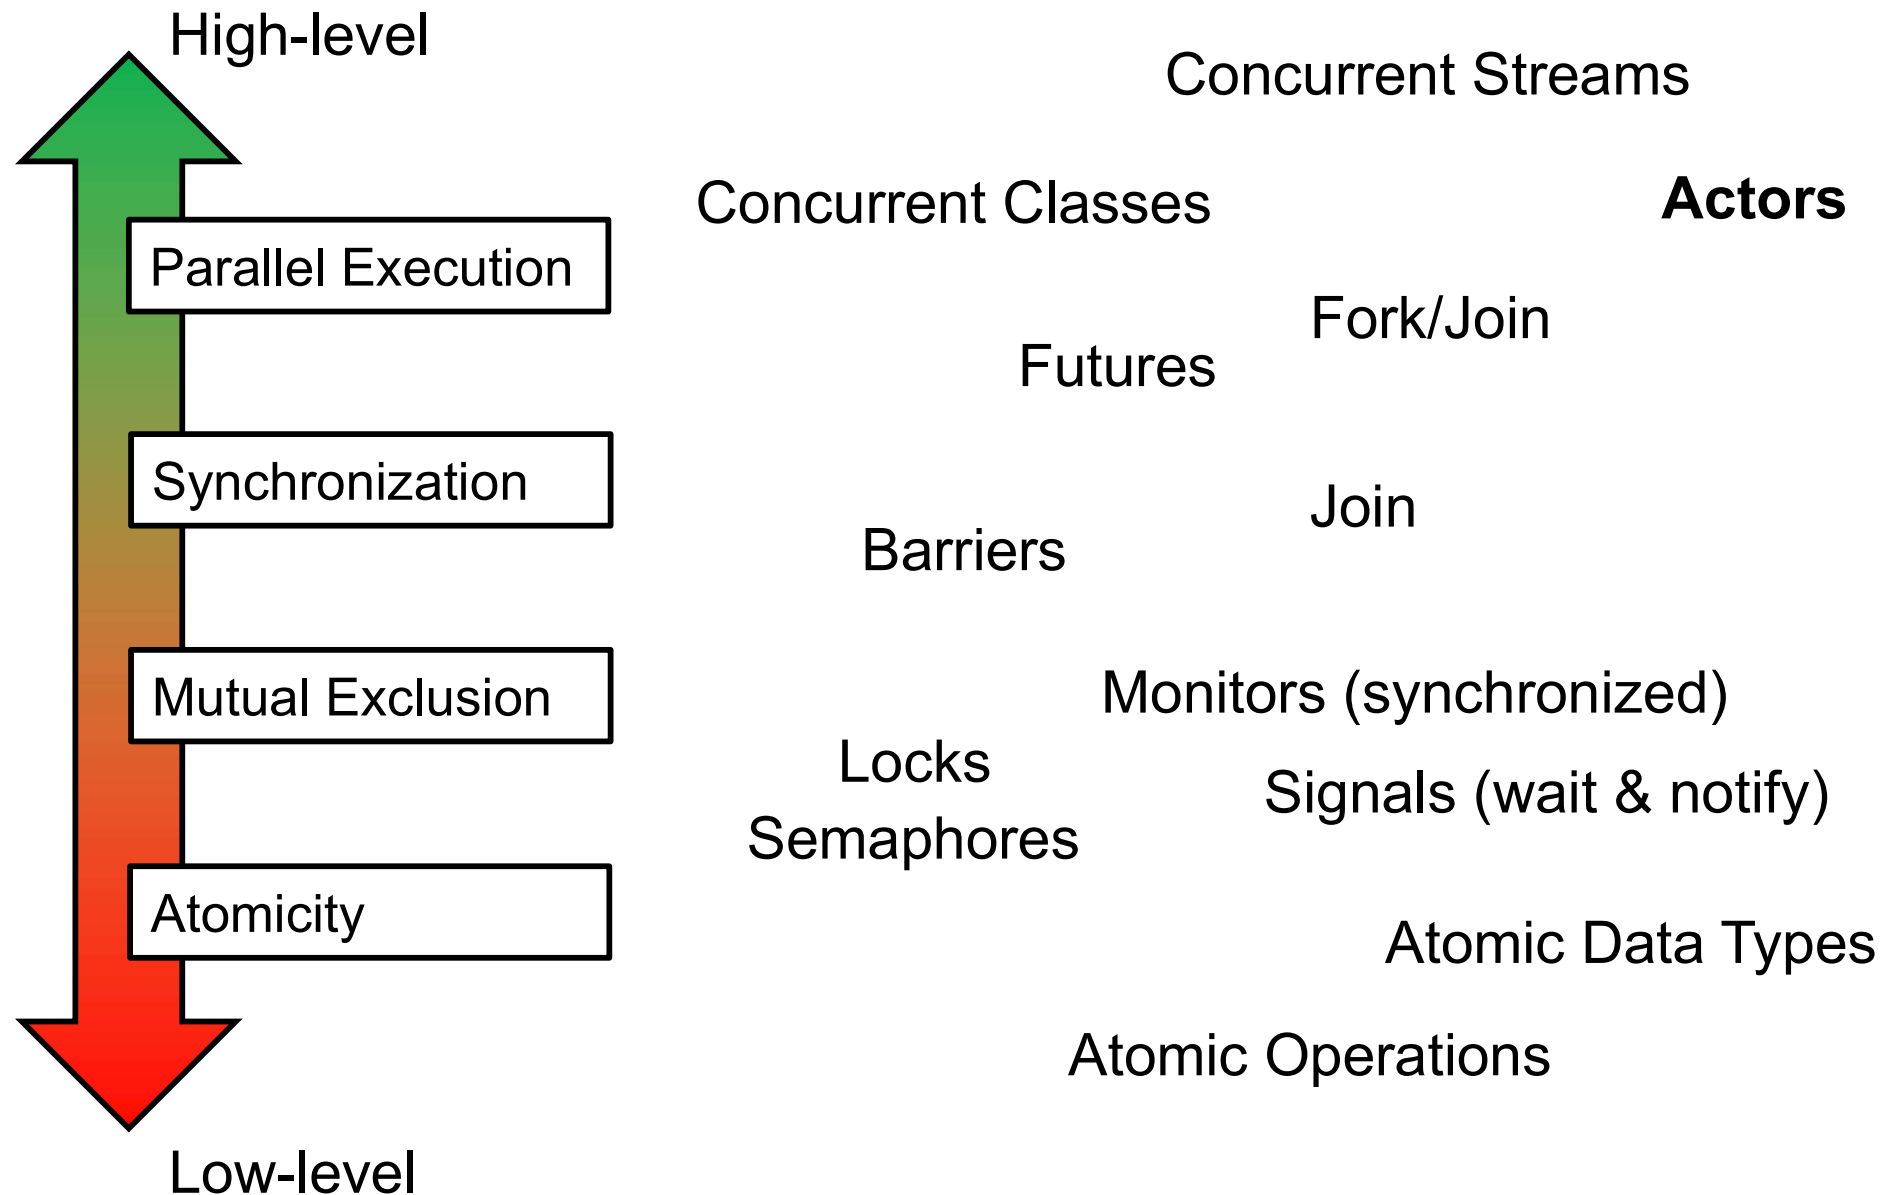 High-level
Concurrent Streams
Concurrent Classes
Actors
Parallel Execution
Fork/Join
Futures
Synchronization
Join
Barriers
Mutual Exclusion
Monitors (synchronized)
Locks
Signals (wait & notify)
Semaphores
Atomicity
Atomic Data Types
Atomic Operations
Low-level